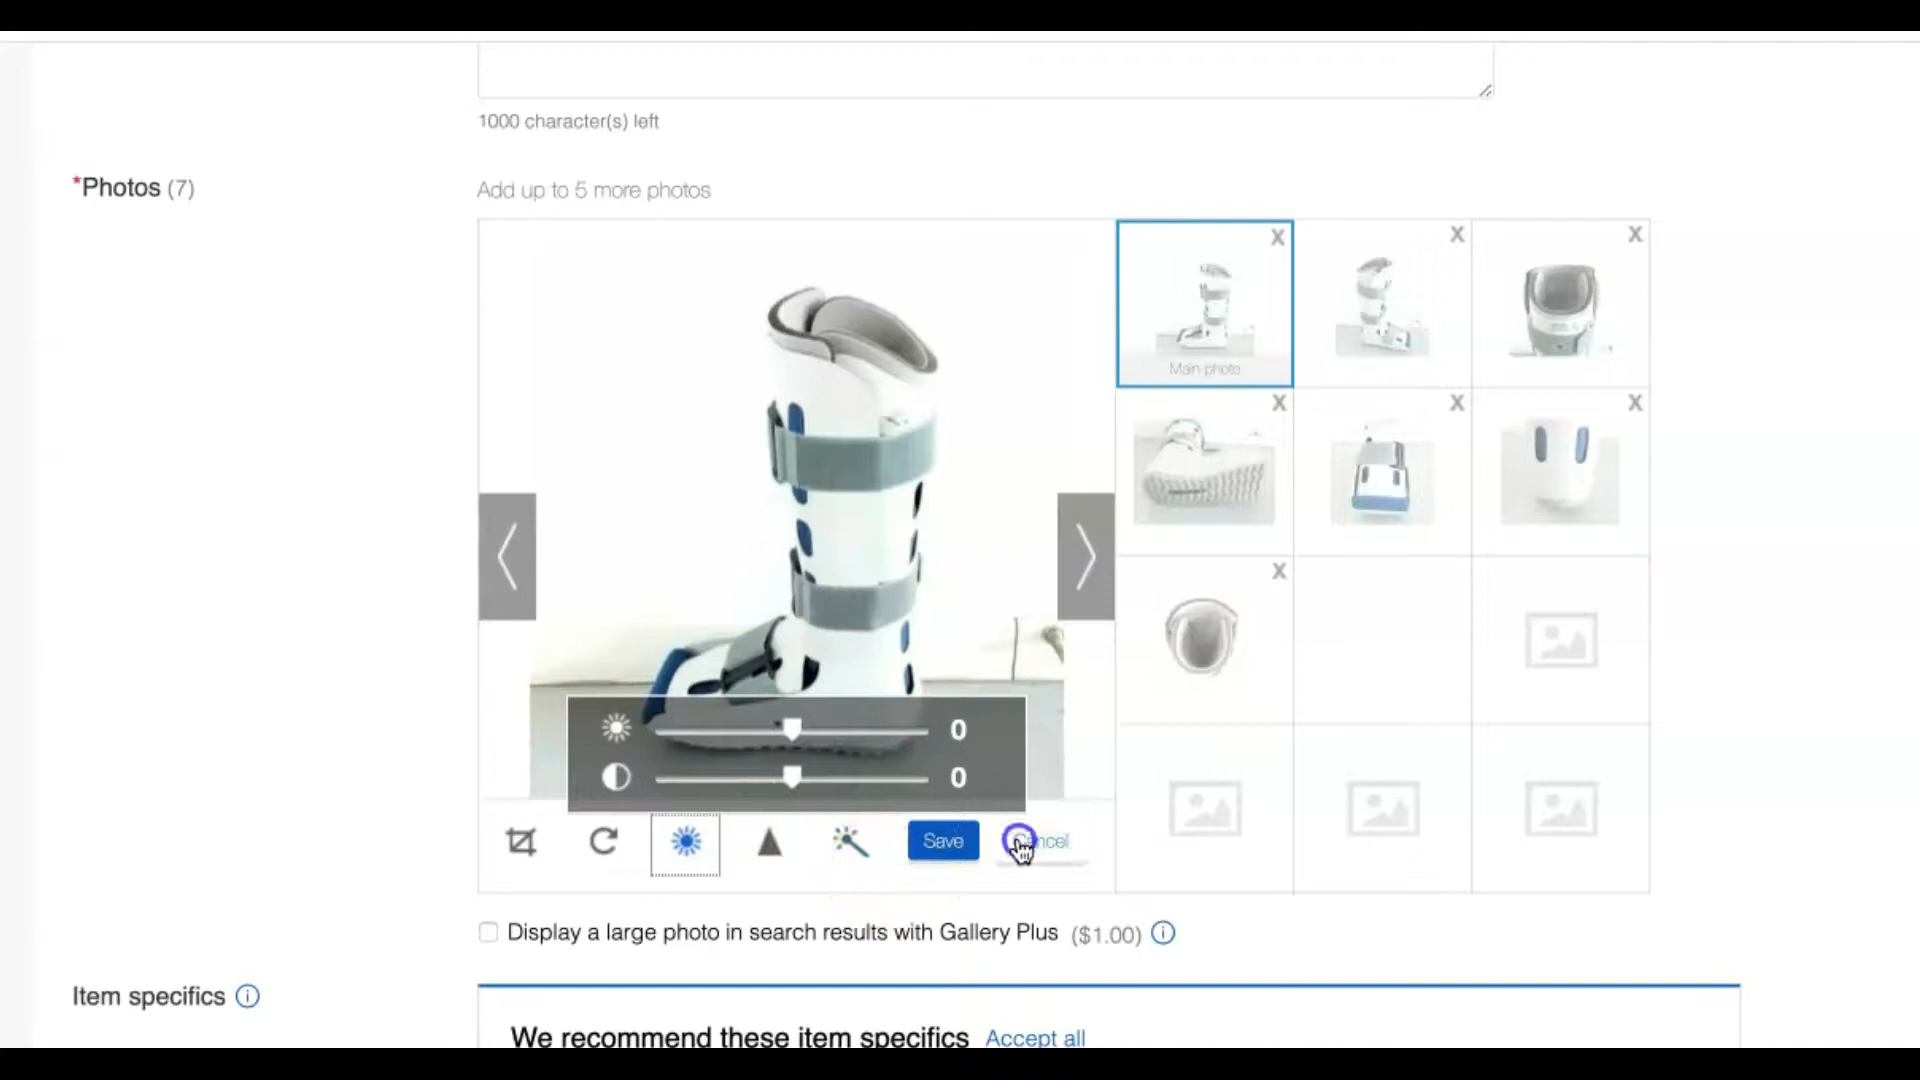 1000 character(s) left
*Photos (7)
Add up to 5 more photos
X
X
X
Main photo
X
X
X
X
0
0
Save
Cancel
Display a large photo in search results with Gallery Plus ($1.00)
Item specifics
We recommend these item specifics Accept all